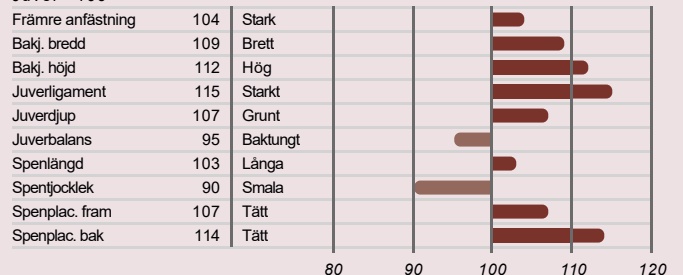 Främre anfästning 104 Stark
Bakj. bredd 109 Brett
Bakj. höjd 112 Hög
Juverligament 115 Starkt
Juverdjup 107 Grunt
Juverbalans 95 Baktungt
Spenlängd 103 Långa
Spentjocklek 90 Smala
Spenplac. fram 107 Tätt
Spenplac. bak 114 Tätt
80 90 100 110 120